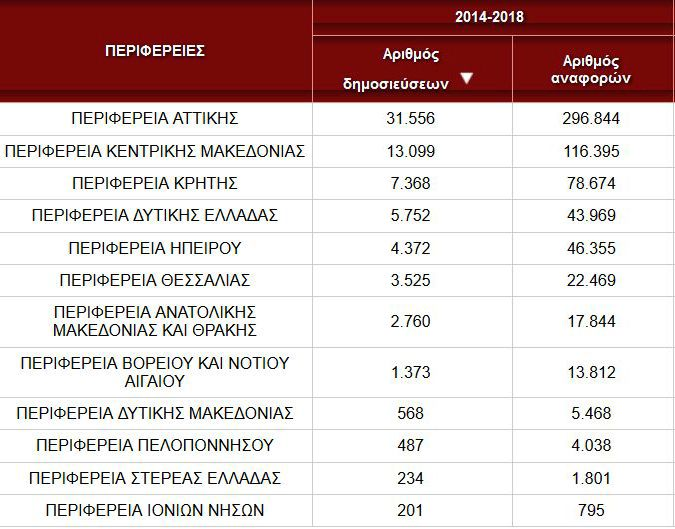 ΠΕΡΙΦΕΡΕΙΕΣ
2014-2018
Αριθμός
δημοσιεύσεων
Αριθμός
αναφορών
ΠΕΡΙΦΕΡΕΙΑ ΑΤΤΙΚΗΣ 31.556 296.844
ΠΕΡΙΦΕΡΕΙΑ ΚΕΝΤΡΙΚΗΣ ΜΑΚΕΔΟΝΙΑΣ 13.099 116.395
ΠΕΡΙΦΕΡΕΙΑ ΚΡΗΤΗΣ 7.368 78.674
ΠΕΡΙΦΕΡΕΙΑ ΔΥΤΙΚΗΣ ΕΛΛΑΔΑΣ 5.752 43.969
ΠΕΡΙΦΕΡΕΙΑ ΗΠΕΙΡΟΥ 4.372 46.355
ΠΕΡΙΦΕΡΕΙΑ ΘΕΣΣΑΛΙΑΣ 3.525 22.469
ΠΕΡΙΦΕΡΕΙΑ ΑΝΑΤΟΛΙΚΗΣ
ΜΑΚΕΔΟΝΙΑΣ ΚΑΙ ΘΡΑΚΗΣ 2.760 17.844
ΠΕΡΙΦΕΡΕΙΑ ΒΟΡΕΙΟΥ ΚΑΙ ΝΟΤΙΟΥ
ΑΙΓΑΙΟΥ 1.373 13.812
ΠΕΡΙΦΕΡΕΙΑ ΔΥΤΙΚΗΣ ΜΑΚΕΔΟΝΙΑΣ 568 5.468
ΠΕΡΙΦΕΡΕΙΑ ΠΕΛΟΠΟΝΝΗΣΟΥ 487 4.038
ΠΕΡΙΦΕΡΕΙΑ ΣΤΕΡΕΑΣ ΕΛΛΑΔΑΣ 234 1.801
ΠΕΡΙΦΕΡΕΙΑ ΙΟΝΙΩΝ ΝΗΣΩΝ 201 795